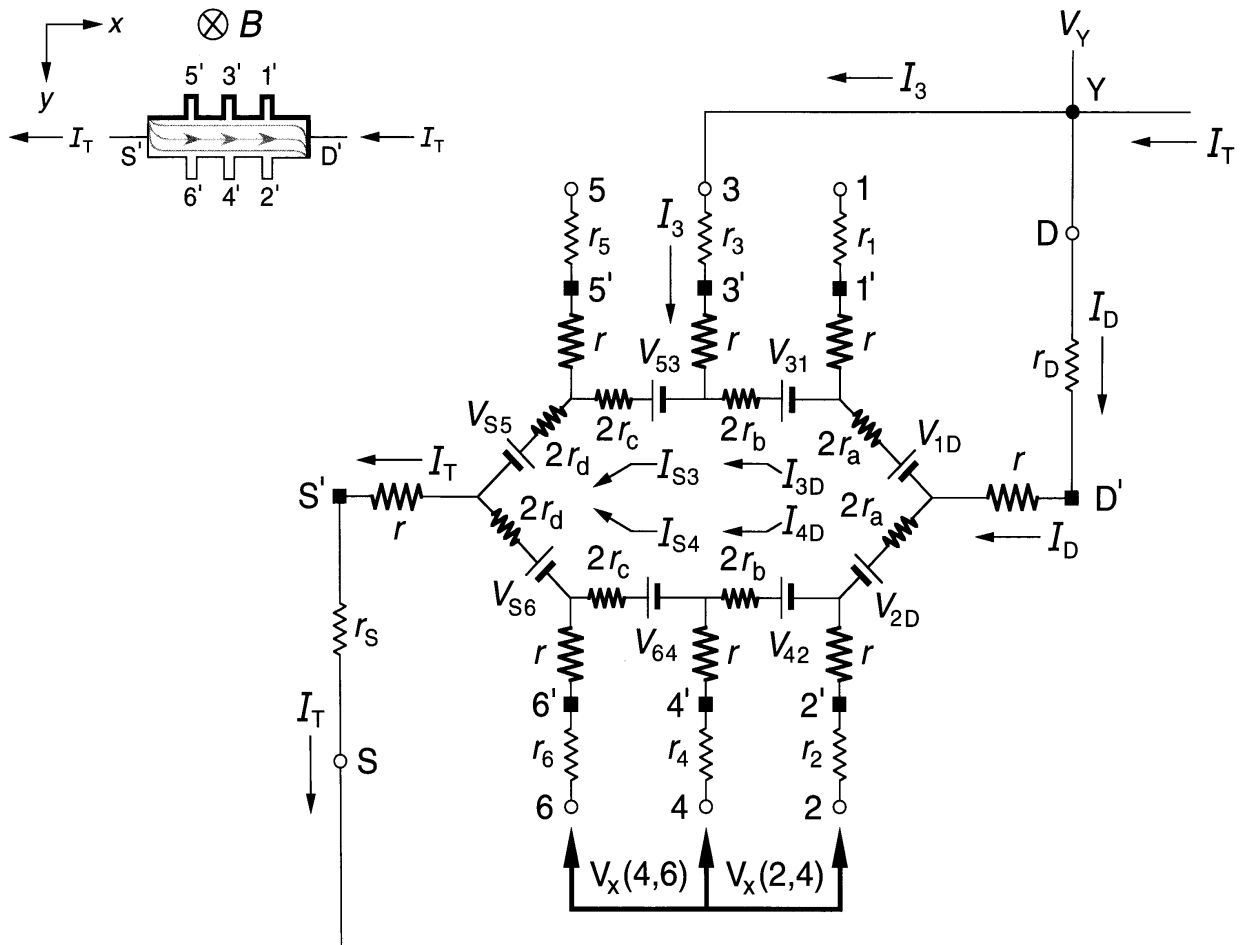 x
B
y
5' 3' 1'
I_T
S'
D'
I_T
6' 4' 2'
V_Y
I_3
Y
I_T
5
3
1
I_3
r_5
r_3
r_1
D
5'
3'
1'
I_D
r
V_53
r
V_31
r
r_D
V_S5
2r_c
2r_b
2r_a
V_1D
I_T
2r_d
I_S3
I_3D
r
S'
D'
r
2r_d
I_S4
I_4D
2r_a
I_D
2r_c
2r_b
V_S6
V_2D
r_S
r
V_64
r
V_42
r
6'
4'
2'
I_T
r_6
r_4
r_2
S
6
4
2
V_x(4,6)
V_x(2,4)